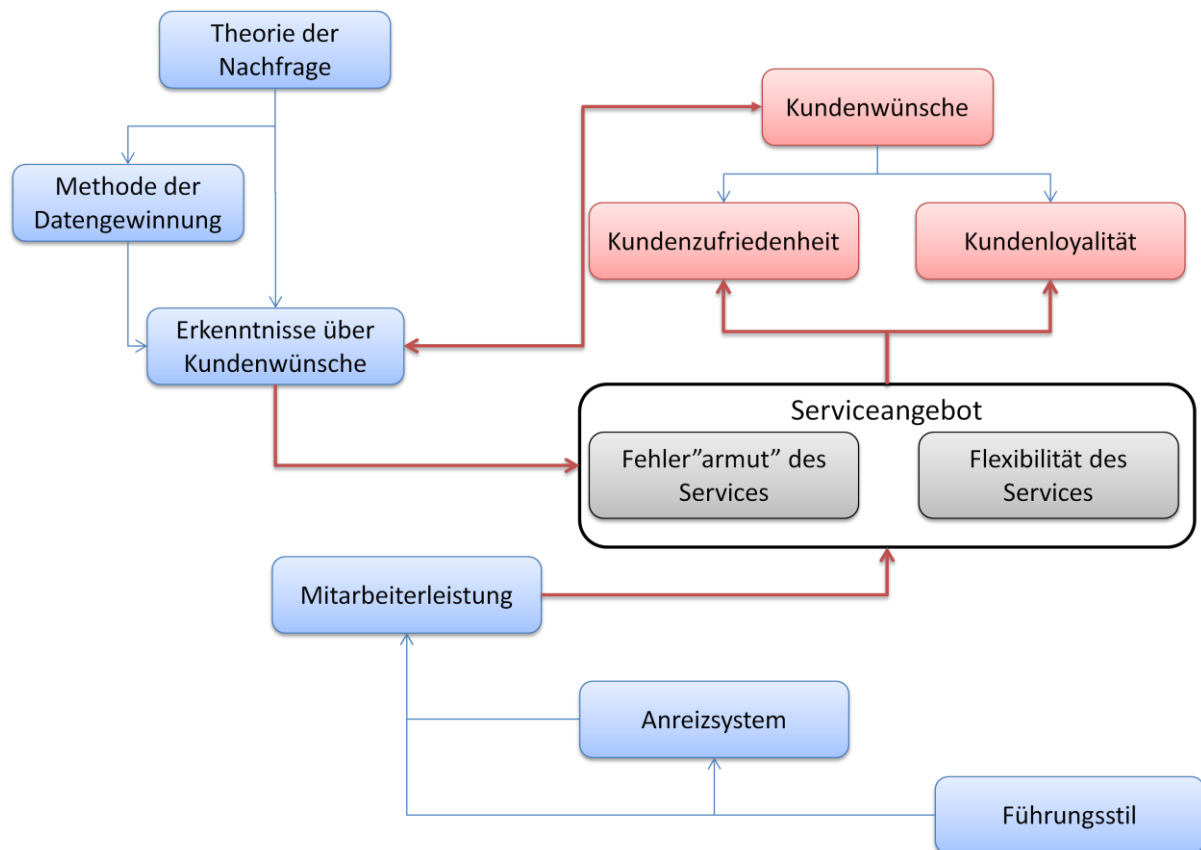 Theorie der
Nachfrage
Kundenwünsche
Methode der
Datengewinnung
Kundenzufriedenheit
Kundenloyalität
Erkenntnisse über
Kundenwünsche
Serviceangebot
Fehler”armut” des
Services
Flexibilität des
Services
Mitarbeiterleistung
Anreizsystem
Führungsstil